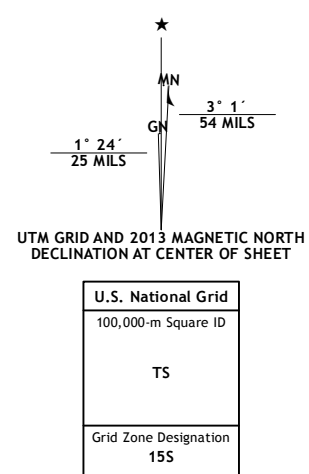 ★
MN
GN
3° 1´
54 MILS
1° 24´
25 MILS
UTM GRID AND 2013 MAGNETIC NORTH
DECLINATION AT CENTER OF SHEET
U.S. National Grid
100,000-m Square ID
TS
Grid Zone Designation
15S